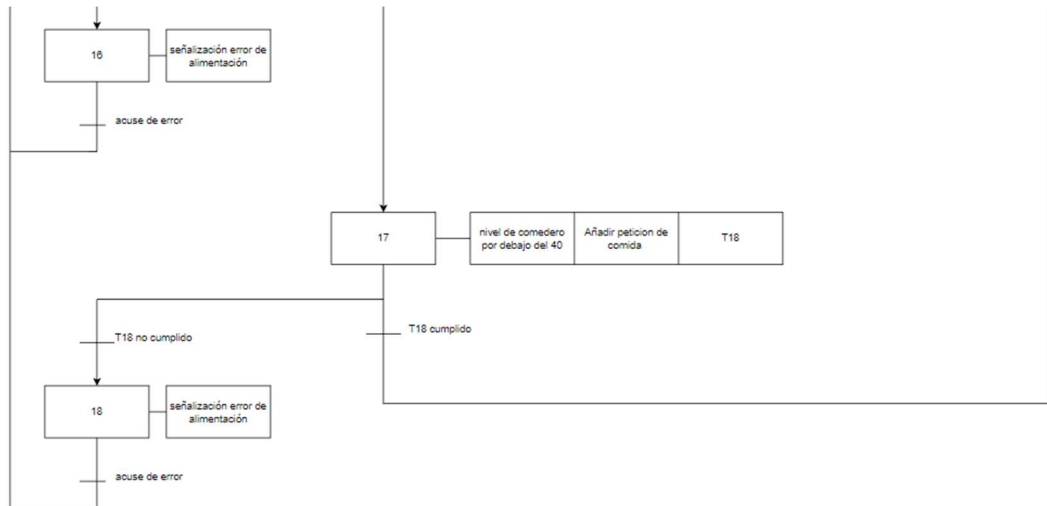 16
señalización error de
alimentación
acuse de error
17
nivel de comedero
por debajo del 40
Añadir peticion de
comida
T18
T18 no cumplido
T18 cumplido
18
señalización error de
alimentación
acuse de error